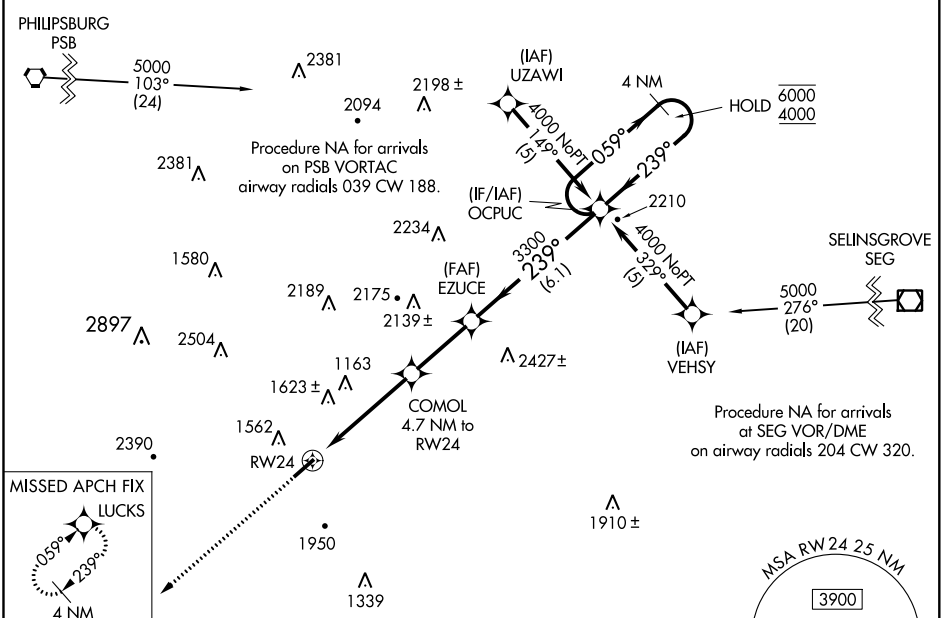 PHILIPSBURG
PSB
5000
103°
(24)
2381
2094
2198 ±
(IAF)
UZAWI
4 NM
HOLD
6000
4000
4000 NoPT
149°
(5)
059°
239°
Procedure NA for arrivals
on PSB VORTAC
airway radials 039 CW 188.
2381
(IF/IAF)
OCPUC
2210
2234
4000 NoPT
329°
(5)
SELINSGROVE
SEG
3300
239°
(6.1)
1580
(FAF)
EZUCE
2189
2175
2139 ±
5000
276°
(20)
(IAF)
VEHSY
2897
2504
2427 ±
1163
1623 ±
COMOL
4.7 NM to
RW24
Procedure NA for arrivals
at SEG VOR/DME
on airway radials 204 CW 320.
1562
RW24
2390
MISSED APCH FIX
LUCKS
059°
239°
4 NM
1950
1910 ±
1339
MSA RW24 25 NM
3900